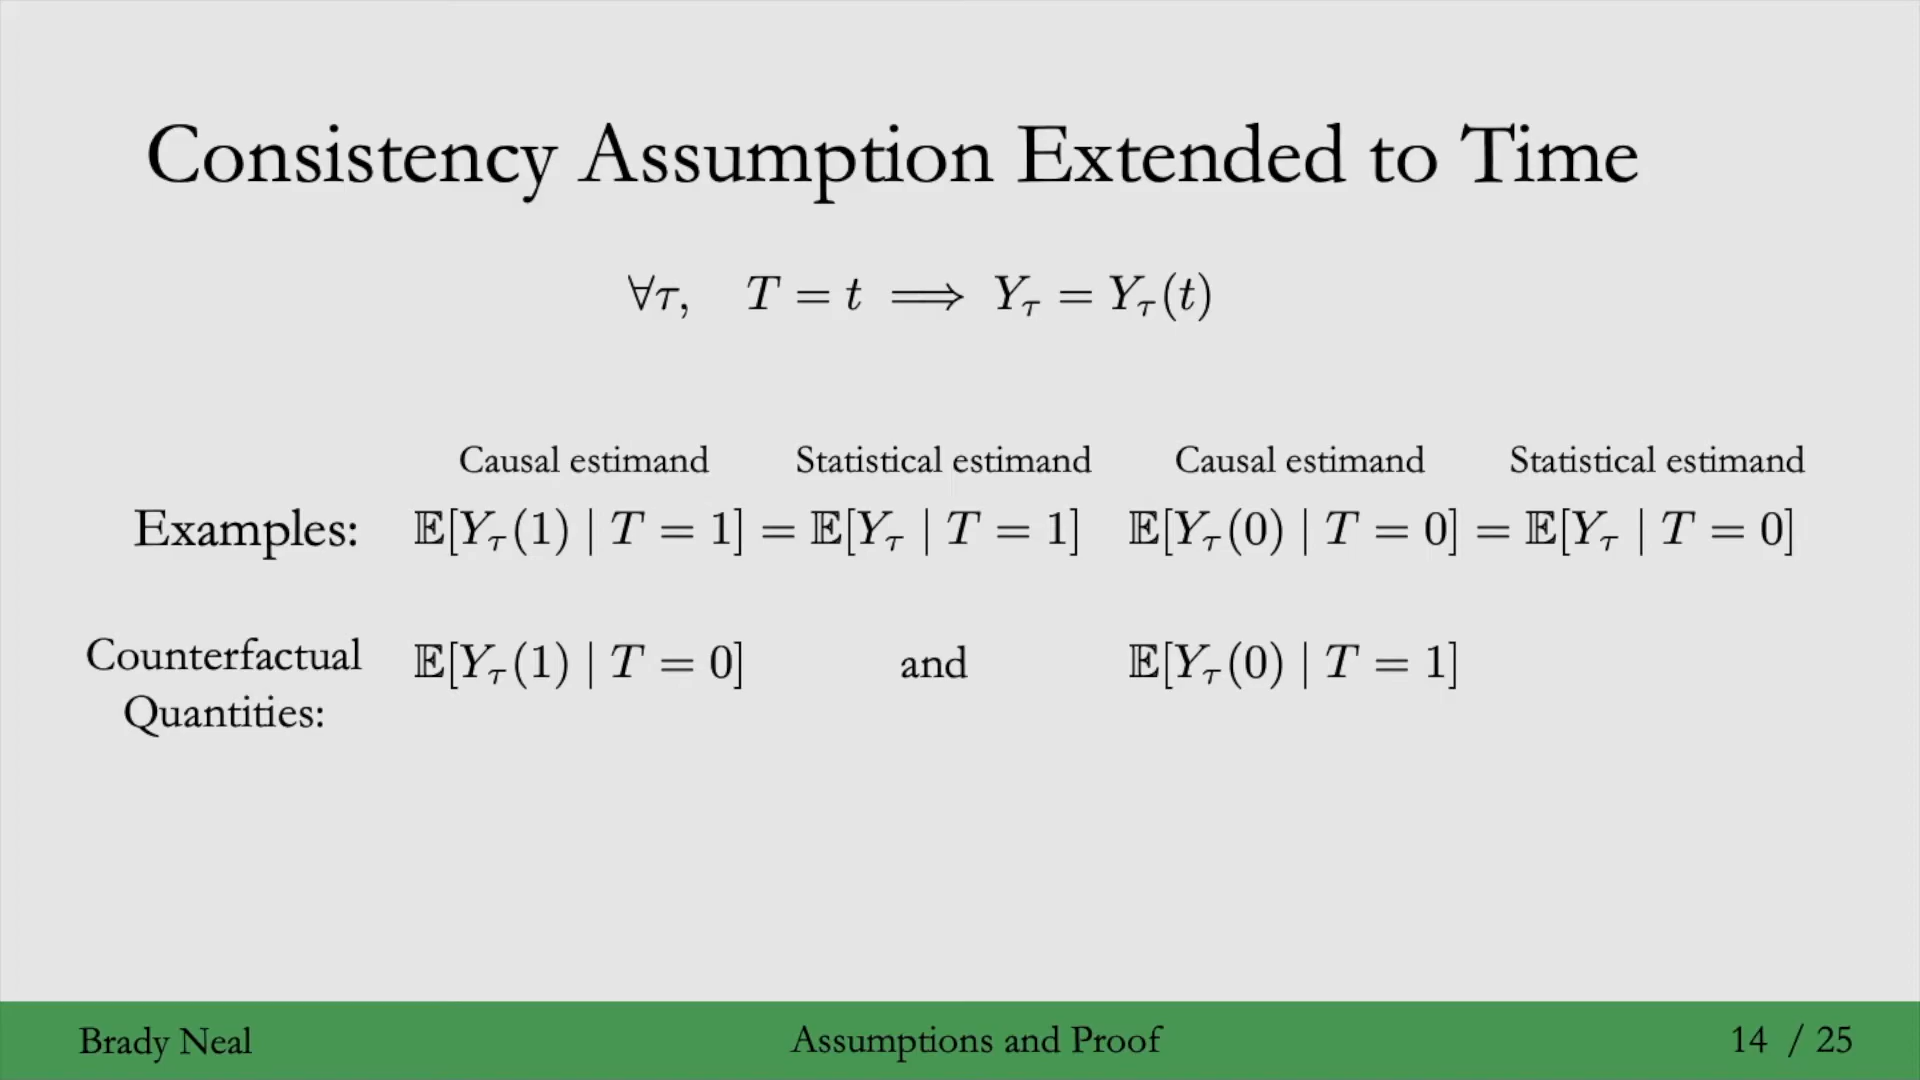 Consistency Assumption Extended to Time
∀τ, T = t ⟹ Y_τ = Y_τ(t)
Causal estimand Statistical estimand Causal estimand Statistical estimand
Examples: 𝔼[Y_τ(1) | T = 1] = 𝔼[Y_τ | T = 1] 𝔼[Y_τ(0) | T = 0] = 𝔼[Y_τ | T = 0]
Counterfactual 𝔼[Y_τ(1) | T = 0] and 𝔼[Y_τ(0) | T = 1]
Quantities:
Brady Neal Assumptions and Proof 14 / 25